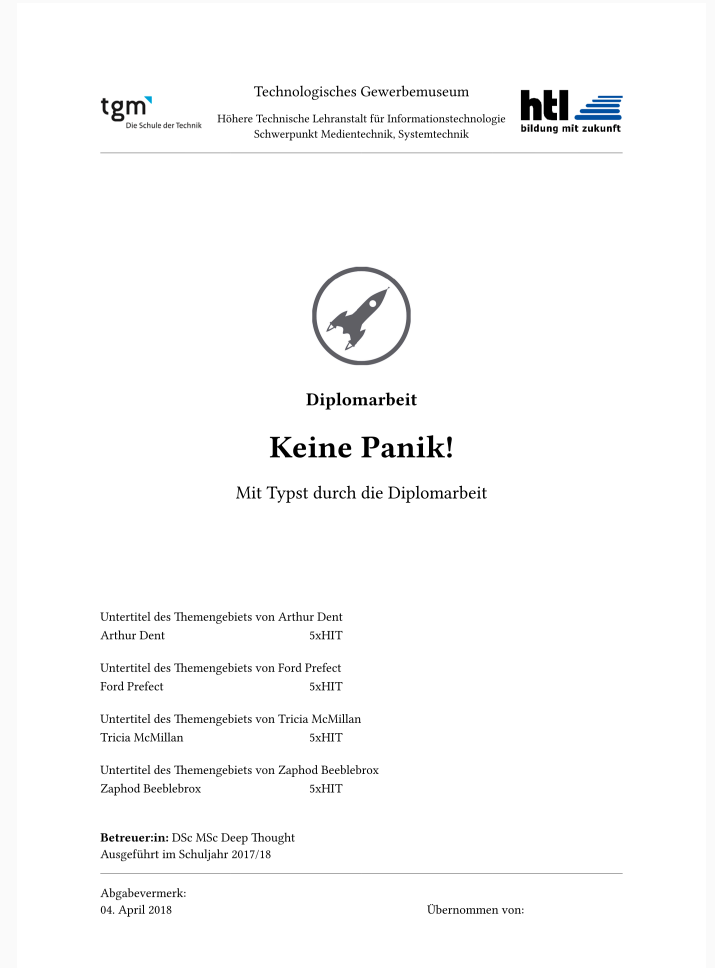 tgm
Die Schule der Technik
Technologisches Gewerbemuseum
Höhere Technische Lehranstalt für Informationstechnologie
Schwerpunkt Medientechnik, Systemtechnik
htl
bildung mit zukunft
Diplomarbeit
Keine Panik!
Mit Typst durch die Diplomarbeit
Untertitel des Themengebiets von Arthur Dent
Arthur Dent 5xHIT
Untertitel des Themengebiets von Ford Prefect
Ford Prefect 5xHIT
Untertitel des Themengebiets von Tricia McMillan
Tricia McMillan 5xHIT
Untertitel des Themengebiets von Zaphod Beeblebrox
Zaphod Beeblebrox 5xHIT
Betreuer:in: DSc MSc Deep Thought
Ausgeführt im Schuljahr 2017/18
Abgabevermerk:
04. April 2018 Übernommen von: